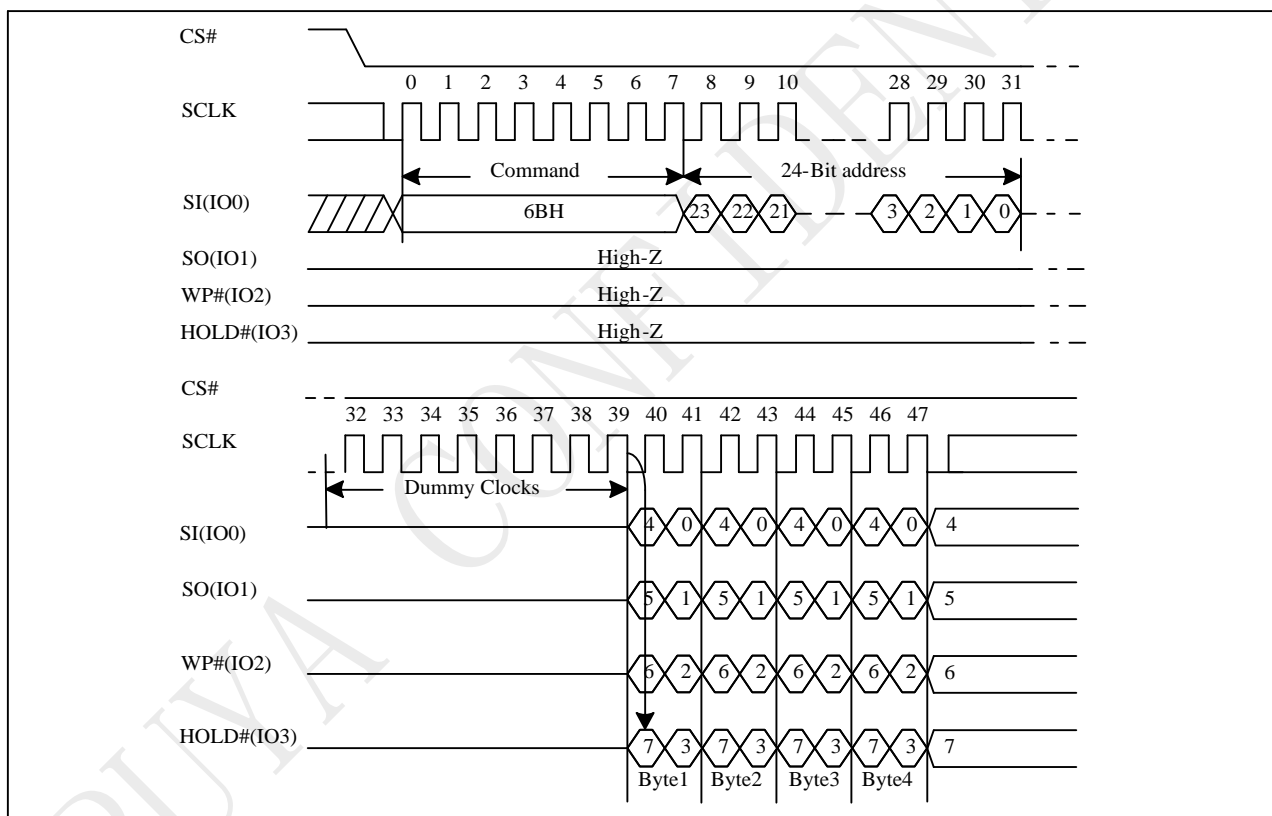 CS#
0 1 2 3 4 5 6 7 8 9 10 28 29 30 31
SCLK
Command 24-Bit address
SI(IO0) 6BH 23 22 21 3 2 1 0
SO(IO1) High-Z
WP#(IO2) High-Z
HOLD#(IO3) High-Z
CS#
32 33 34 35 36 37 38 39 40 41 42 43 44 45 46 47
SCLK
Dummy Clocks
SI(IO0) 4 0 4 0 4 0 4 0 4
SO(IO1) 5 1 5 1 5 1 5 1 5
WP#(IO2) 6 2 6 2 6 2 6 2 6
HOLD#(IO3) 7 3 7 3 7 3 7 3 7
Byte1 Byte2 Byte3 Byte4
PUYA CONFIDEN